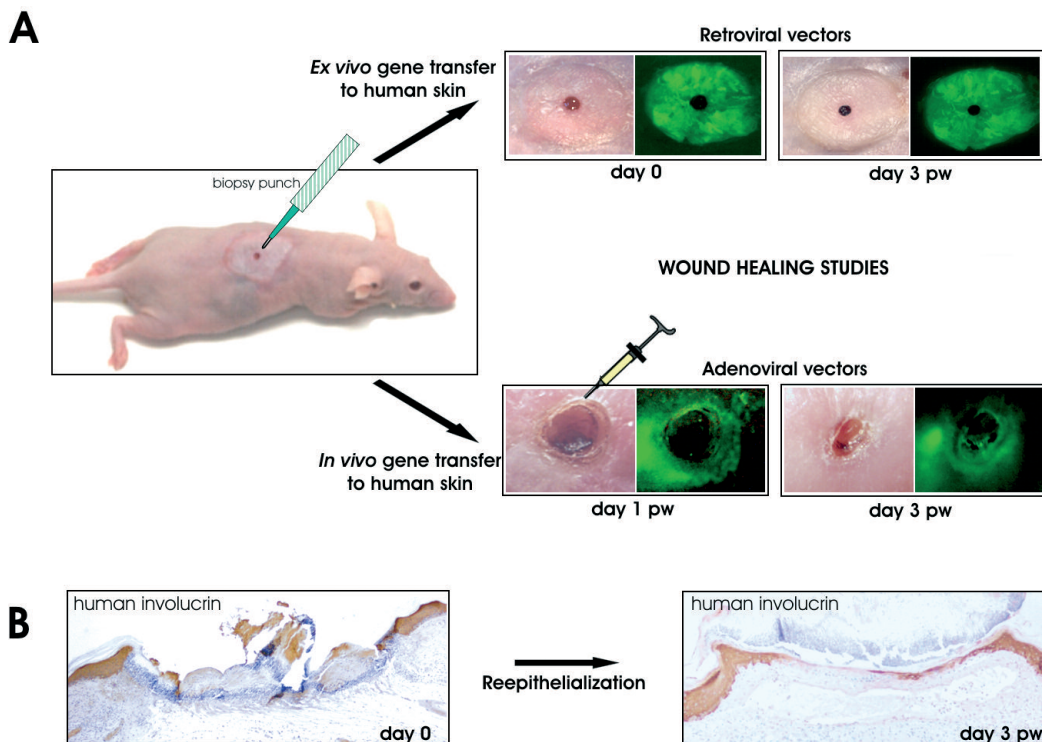 A
Ex vivo gene transfer
to human skin
Retroviral vectors
day 0
day 3 pw
biopsy punch
WOUND HEALING STUDIES
Adenoviral vectors
In vivo gene transfer
to human skin
day 1 pw
day 3 pw
B
human involucrin
day 0
Reepithelialization
human involucrin
day 3 pw